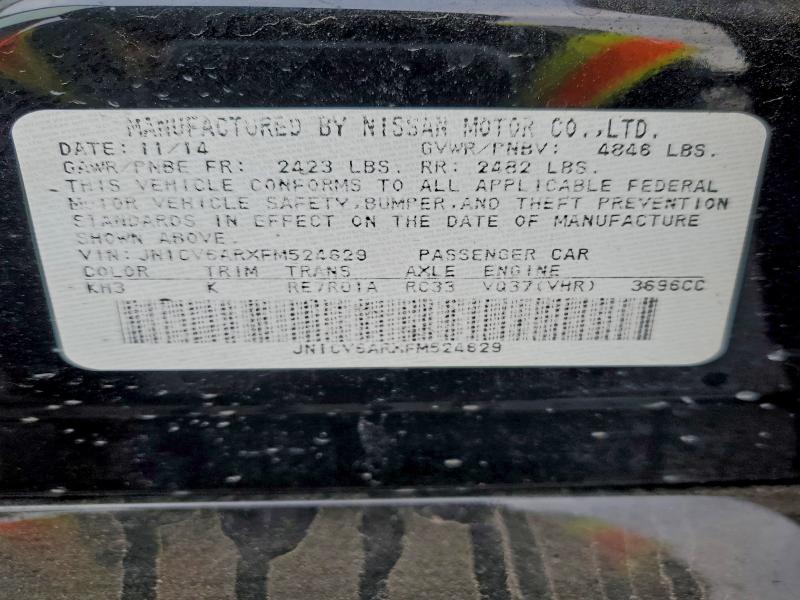 MANUFACTURED BY NISSAN MOTOR CO.,LTD.
DATE: 11/14 GVWR/PNBV: 4846 LBS.
GAWR/PNBE FR: 2423 LBS. RR: 2482 LBS.
THIS VEHICLE CONFORMS TO ALL APPLICABLE FEDERAL
MOTOR VEHICLE SAFETY, BUMPER, AND THEFT PREVENTION
STANDARDS IN EFFECT ON THE DATE OF MANUFACTURE
SHOWN ABOVE.
VIN: JN1CV6ARXFM524629 PASSENGER CAR
COLOR TRIM TRANS AXLE ENGINE
KH3 K RE7R01A RC33 VQ37(VHR) 3696CC
JN1CV6ARXFM524629